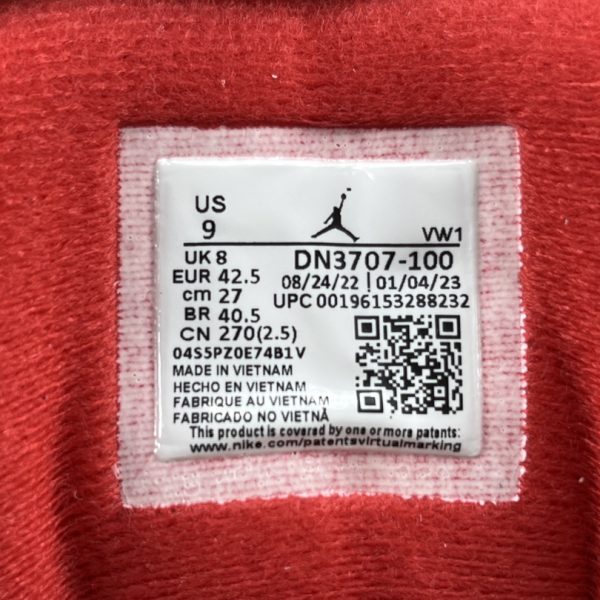 US
9
VW1
UK 8
EUR 42.5
cm 27
BR 40.5
CN 270(2.5)
DN3707-100
08/24/22 | 01/04/23
UPC 00196153288232
04S5PZ0E74B1V
MADE IN VIETNAM
HECHO EN VIETNAM
FABRIQUE AU VIETNAM
FABRICADO NO VIETNÃ
This product is covered by one or more patents:
www.nike.com/patentsvirtualmarking